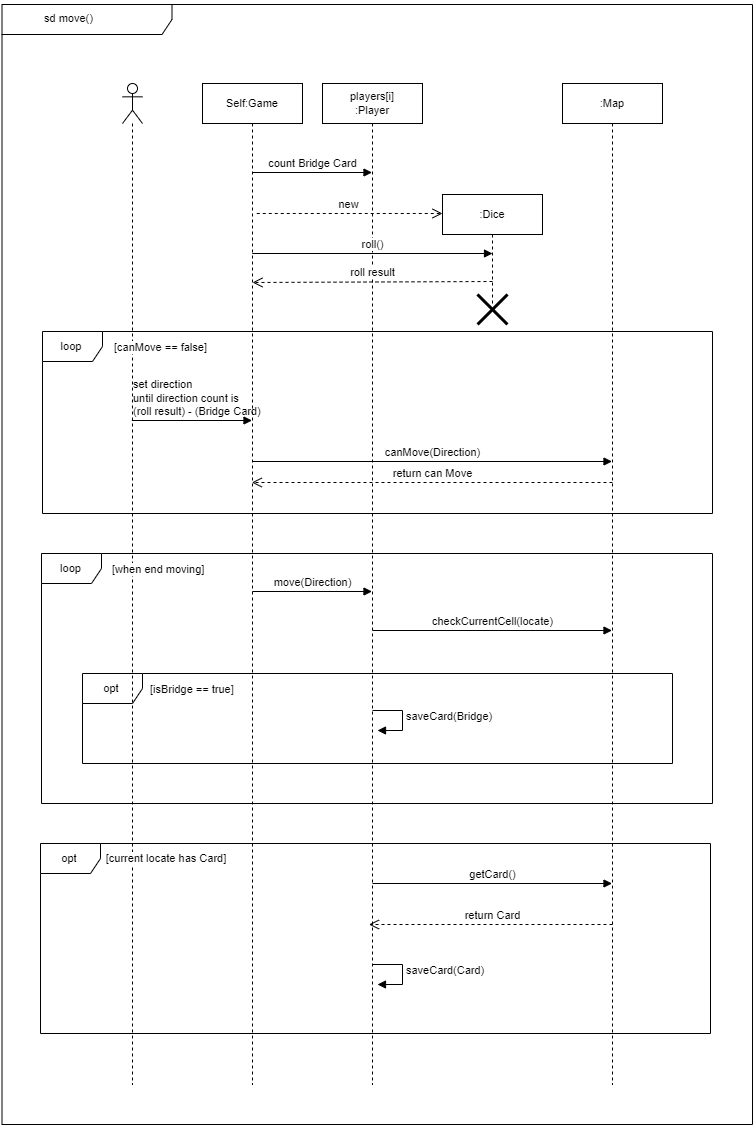 sd move()
Self:Game
players[i]
:Player
:Map
count Bridge Card
new
:Dice
roll()
roll result
loop
[canMove == false]
set direction
until direction count is
(roll result) - (Bridge Card)
canMove(Direction)
return can Move
loop
[when end moving]
move(Direction)
checkCurrentCell(locate)
opt
[isBridge == true]
saveCard(Bridge)
opt
[current locate has Card]
getCard()
return Card
saveCard(Card)